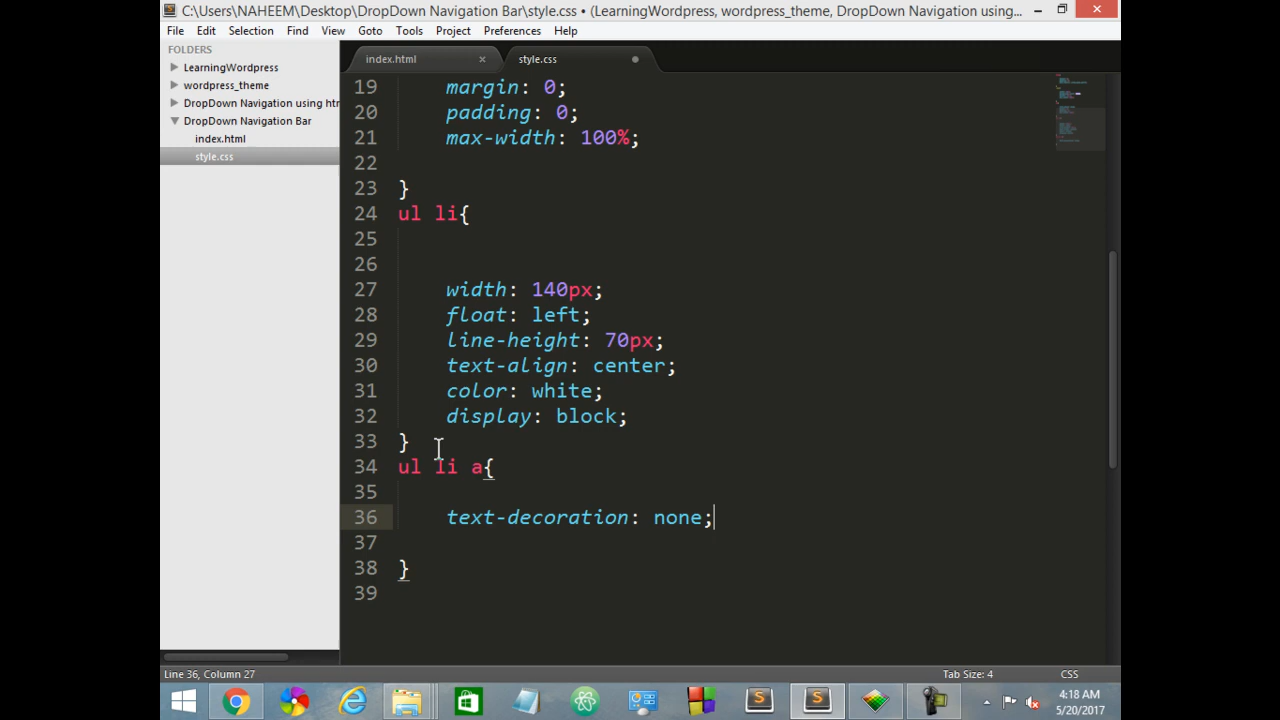 C:\Users\NAHEEM\Desktop\DropDown Navigation Bar\style.css • (LearningWordpress, wordpress_theme, DropDown Navigation using...
File Edit Selection Find View Goto Tools Project Preferences Help
FOLDERS
LearningWordpress
wordpress_theme
DropDown Navigation using htr
DropDown Navigation Bar
index.html
style.css
index.html
style.css
19 margin: 0;
20 padding: 0;
21 max-width: 100%;
22
23 }
24 ul li{
25
26
27 width: 140px;
28 float: left;
29 line-height: 70px;
30 text-align: center;
31 color: white;
32 display: block;
33 }
34 ul li a{
35
36 text-decoration: none;
37
38 }
39
Line 36, Column 27
Tab Size: 4
CSS
4:18 AM
5/20/2017